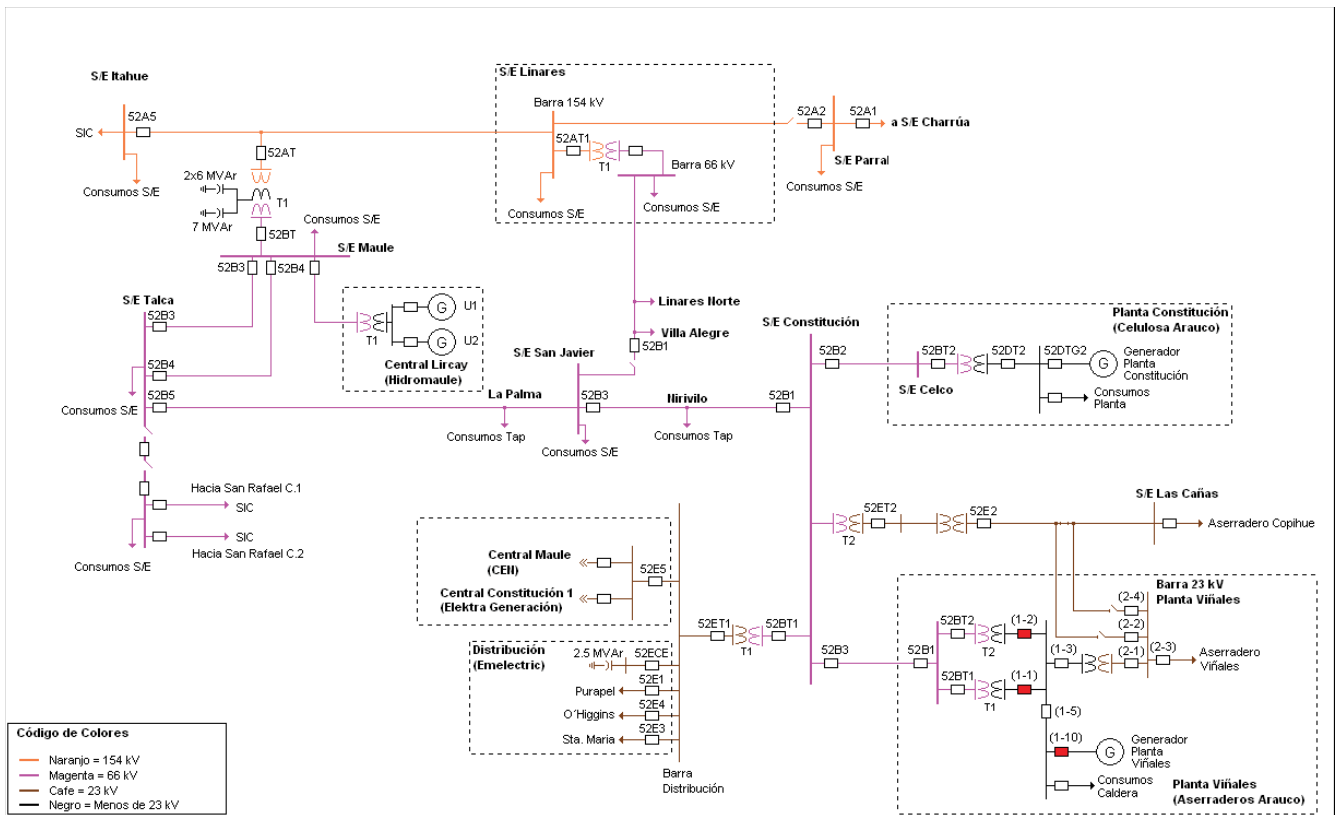 S/E Itahue
52A5
SIC
Consumos S/E
52AT
2x6 MVAr
T1
7 MVAr
52BT
Consumos S/E
S/E Maule
52B3
52B4
S/E Linares
Barra 154 kV
52AT1
T1
Barra 66 kV
Consumos S/E
Consumos S/E
52A2
52A1
a S/E Charrúa
S/E Parral
Consumos S/E
S/E Talca
52B3
52B4
52B5
Consumos S/E
U1
G
U2
G
T1
Central Lircay
(Hidromaule)
Linares Norte
Villa Alegre
52B1
S/E San Javier
La Palma
52B3
Nirivilo
52B1
Consumos Tap
Consumos S/E
Consumos Tap
S/E Constitución
52B2
Planta Constitución
(Celulosa Arauco)
52BT2
52DT2
52DTG2
G
Generador
Planta
Constitución
S/E Celco
Consumos
Planta
Hacia San Rafael C.1
SIC
SIC
Hacia San Rafael C.2
Consumos S/E
52ET2
T2
52E2
S/E Las Cañas
Aserradero Copihue
Central Maule
(CEN)
52E5
Central Constitución 1
(Elektra Generación)
52ET1
52BT1
T1
52B3
Distribución
(Emelectric)
2.5 MVAr
52ECE
Purapel
52E1
O´Higgins
52E4
Sta. Maria
52E3
Barra
Distribución
Barra 23 kV
Planta Viñales
(2-4)
(2-2)
52BT2
(1-2)
T2
(1-3)
(2-1)
(2-3)
Aserradero
Viñales
52B1
52BT1
(1-1)
T1
(1-5)
(1-10)
G
Generador
Planta
Viñales
Consumos
Caldera
Planta Viñales
(Aserraderos Arauco)
Código de Colores
Naranjo = 154 kV
Magenta = 66 kV
Cafe = 23 kV
Negro = Menos de 23 kV